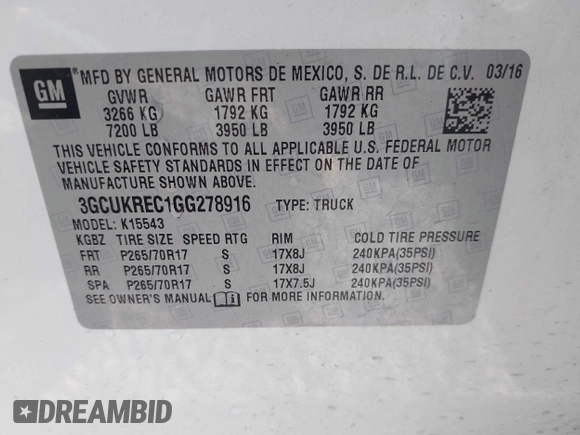 GM
MFD BY GENERAL MOTORS DE MEXICO, S. DE R.L. DE C.V. 03/16
GVWR GAWR FRT GAWR RR
3266 KG 1792 KG 1792 KG
7200 LB 3950 LB 3950 LB
THIS VEHICLE CONFORMS TO ALL APPLICABLE U.S. FEDERAL MOTOR
VEHICLE SAFETY STANDARDS IN EFFECT ON THE DATE OF
MANUFACTURE SHOWN ABOVE.
3GCUKREC1GG278916 TYPE: TRUCK
MODEL: K15543
KGBZ TIRE SIZE SPEED RTG RIM COLD TIRE PRESSURE
FRT P265/70R17 S 17X8J 240KPA(35PSI)
RR P265/70R17 S 17X8J 240KPA(35PSI)
SPA P265/70R17 S 17X7.5J 240KPA(35PSI)
SEE OWNER'S MANUAL FOR MORE INFORMATION.
DREAMBID